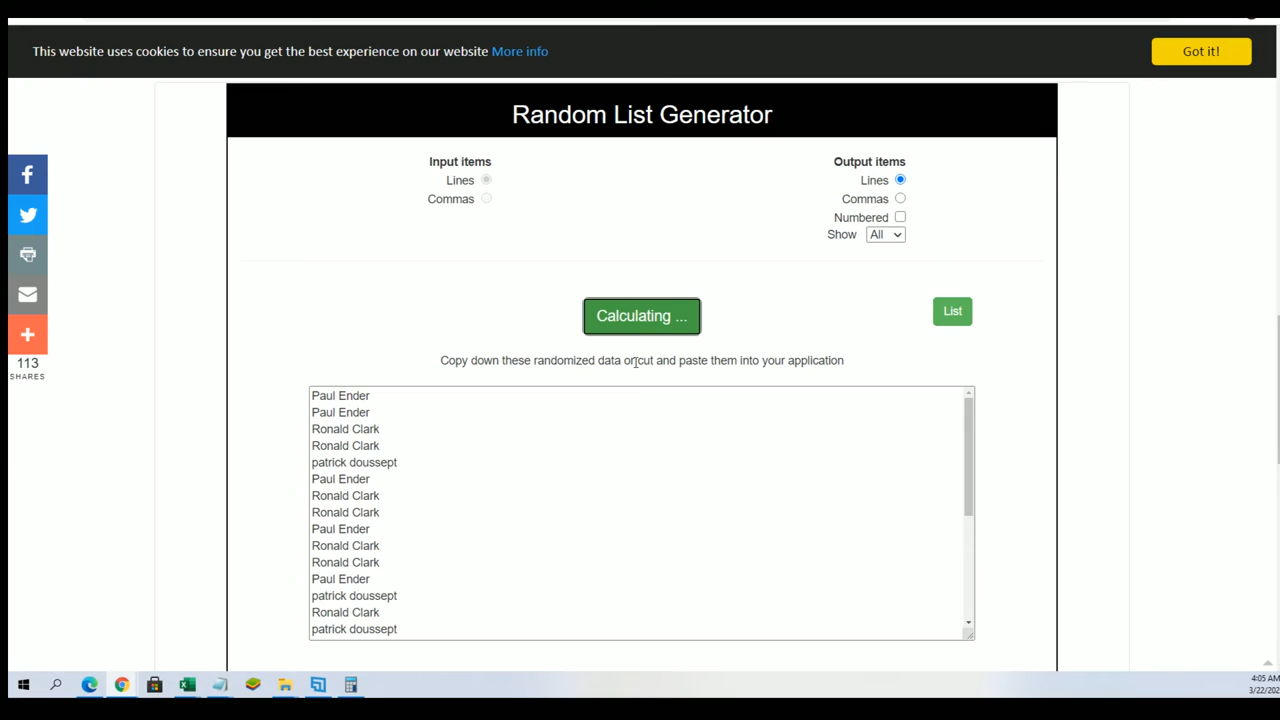 This website uses cookies to ensure you get the best experience on our website More info
Got it!
Random List Generator
Input items
Lines
Commas
Output items
Lines
Commas
Numbered
Show All
113
SHARES
Calculating ...
List
Copy down these randomized data or cut and paste them into your application
Paul Ender
Paul Ender
Ronald Clark
Ronald Clark
patrick doussept
Paul Ender
Ronald Clark
Ronald Clark
Paul Ender
Ronald Clark
Ronald Clark
Paul Ender
patrick doussept
Ronald Clark
patrick doussept
4:05 AM
3/22/202